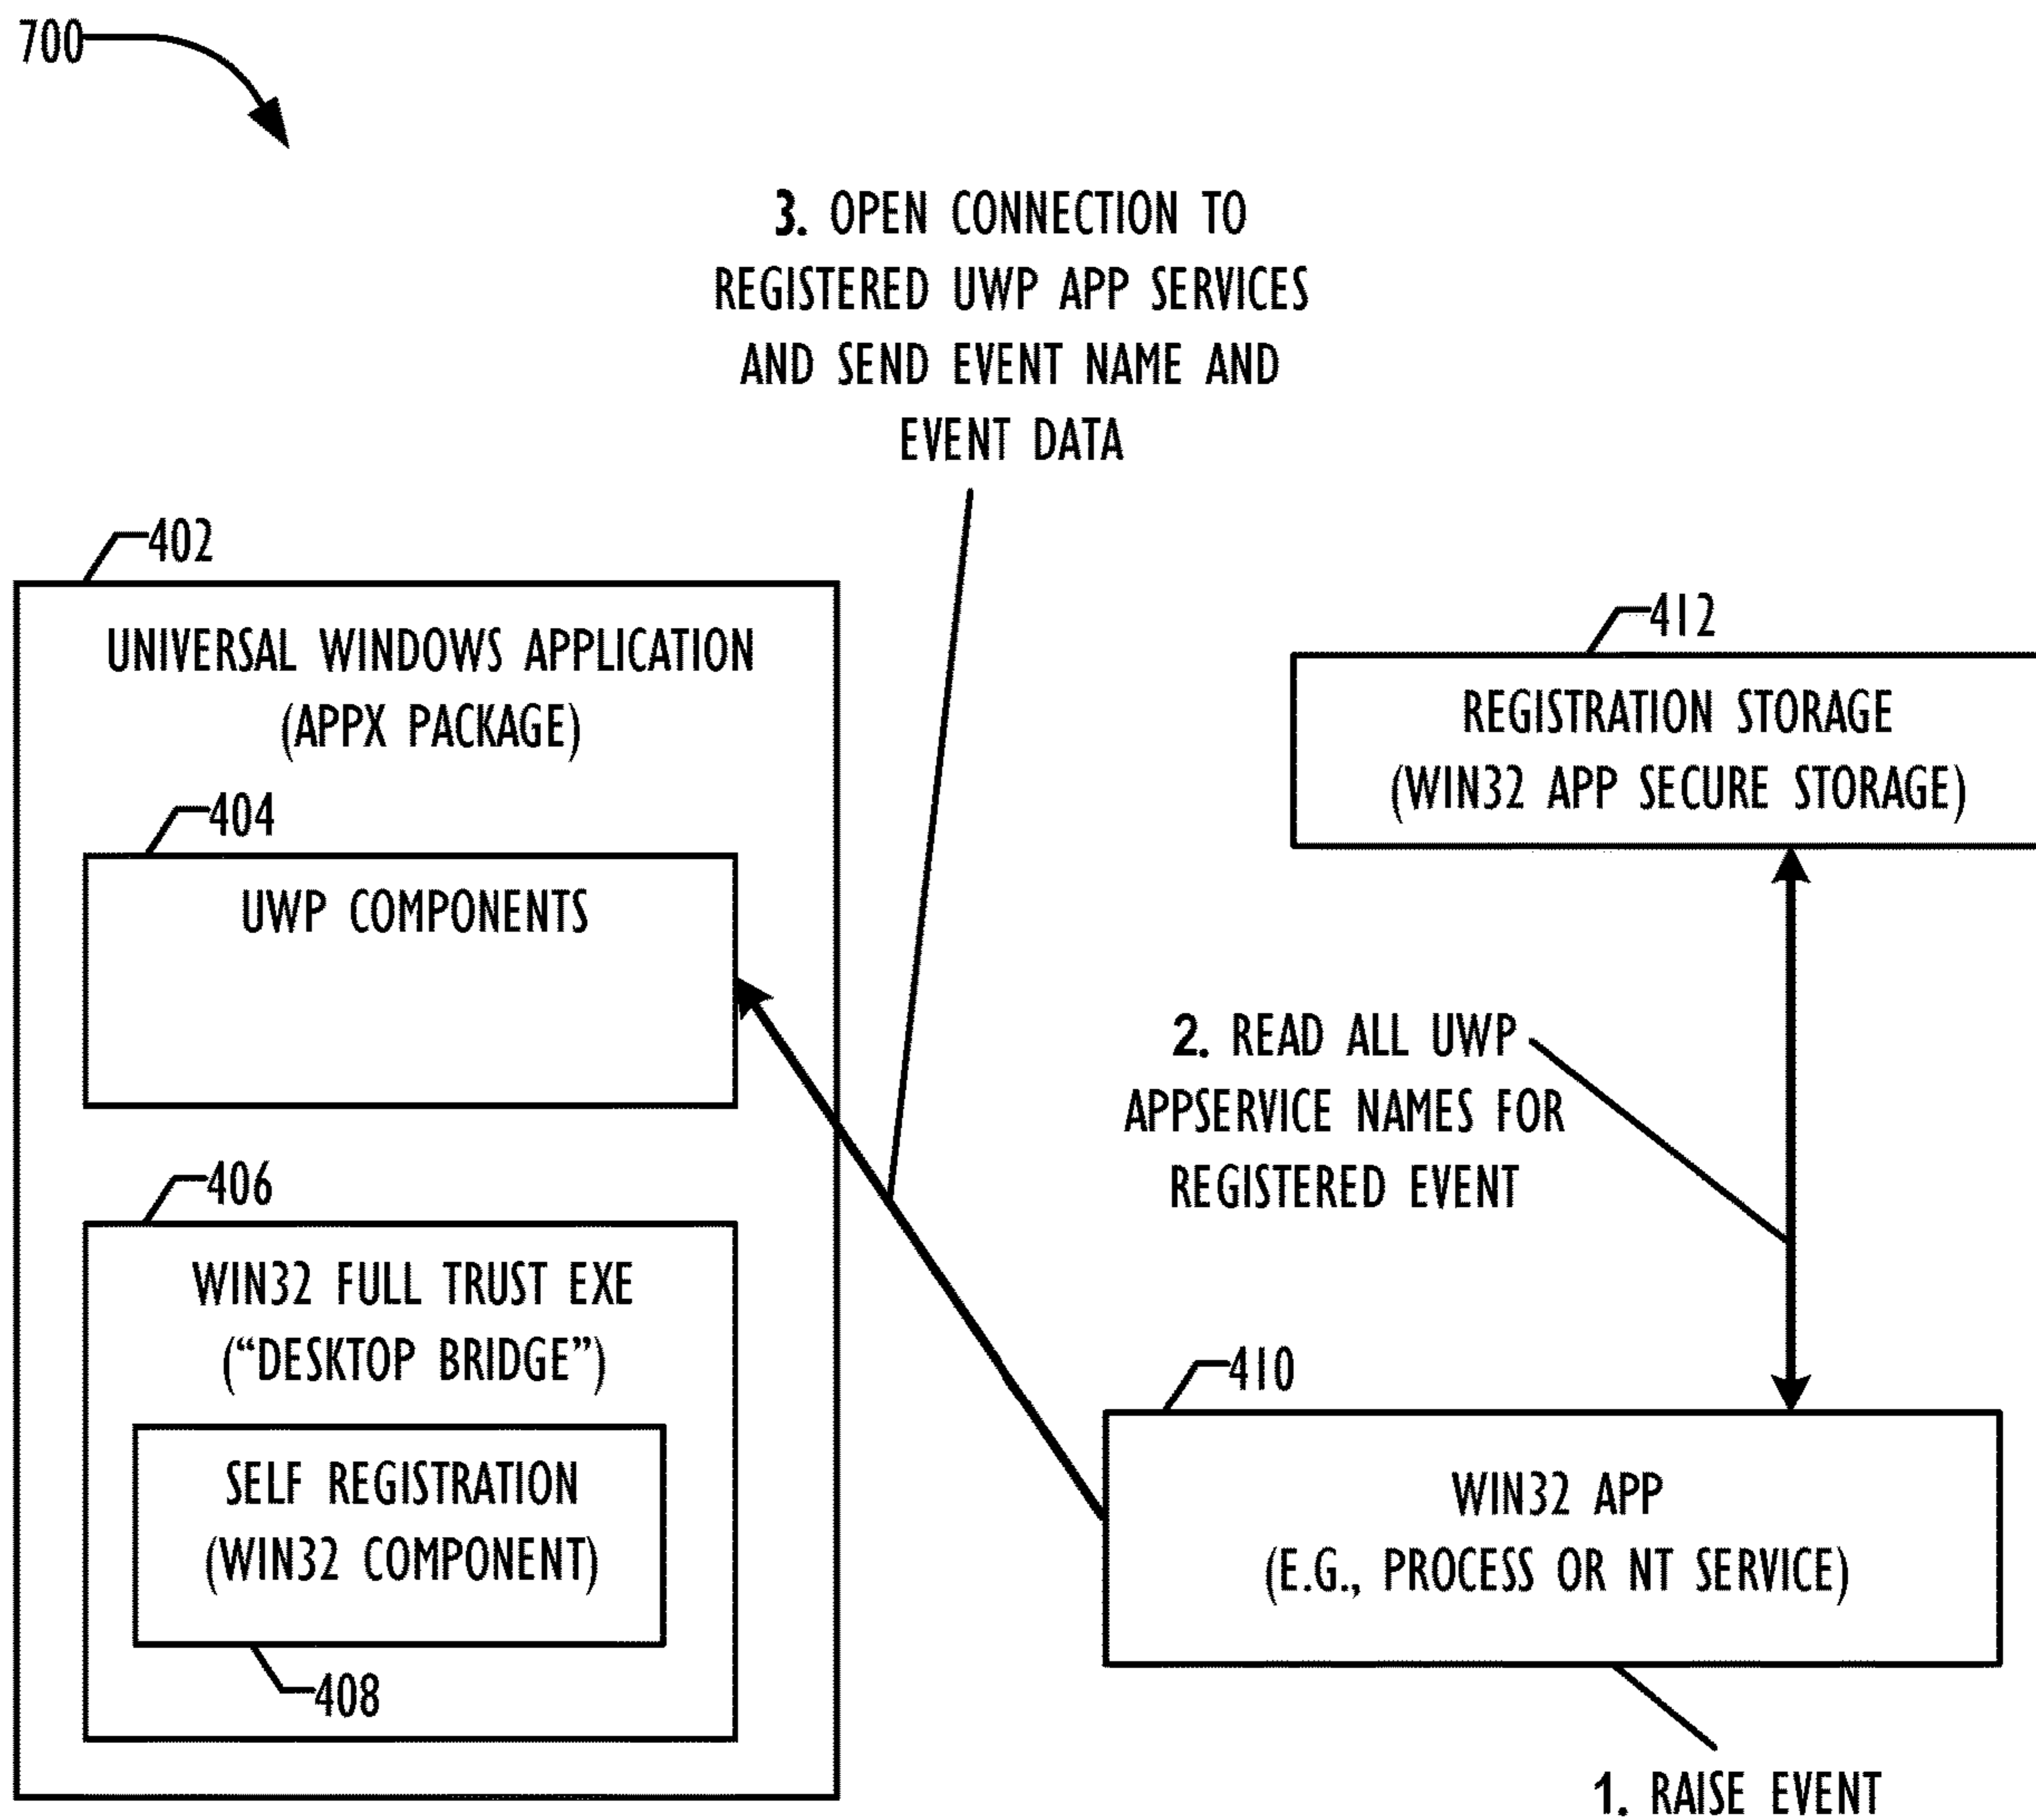 700
3. OPEN CONNECTION TO
REGISTERED UWP APP SERVICES
AND SEND EVENT NAME AND
EVENT DATA
402
UNIVERSAL WINDOWS APPLICATION
(APPX PACKAGE)
404
UWP COMPONENTS
406
WIN32 FULL TRUST EXE
(“DESKTOP BRIDGE”)
SELF REGISTRATION
(WIN32 COMPONENT)
408
412
REGISTRATION STORAGE
(WIN32 APP SECURE STORAGE)
2. READ ALL UWP
APPSERVICE NAMES FOR
REGISTERED EVENT
410
WIN32 APP
(E.G., PROCESS OR NT SERVICE)
1. RAISE EVENT